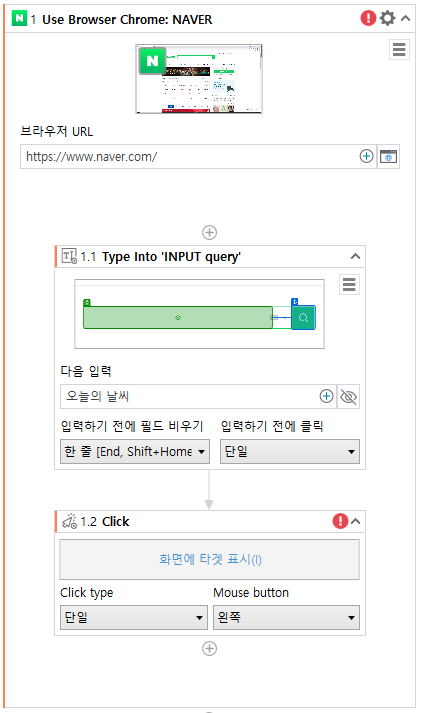 N 1 Use Browser Chrome: NAVER
N
브라우저 URL
https://www.naver.com/
1.1 Type Into 'INPUT query'
다음 입력
오늘의 날씨
입력하기 전에 필드 비우기 입력하기 전에 클릭
한 줄 [End, Shift+Home 단일
1.2 Click
화면에 타겟 표시(I)
Click type Mouse button
단일 왼쪽